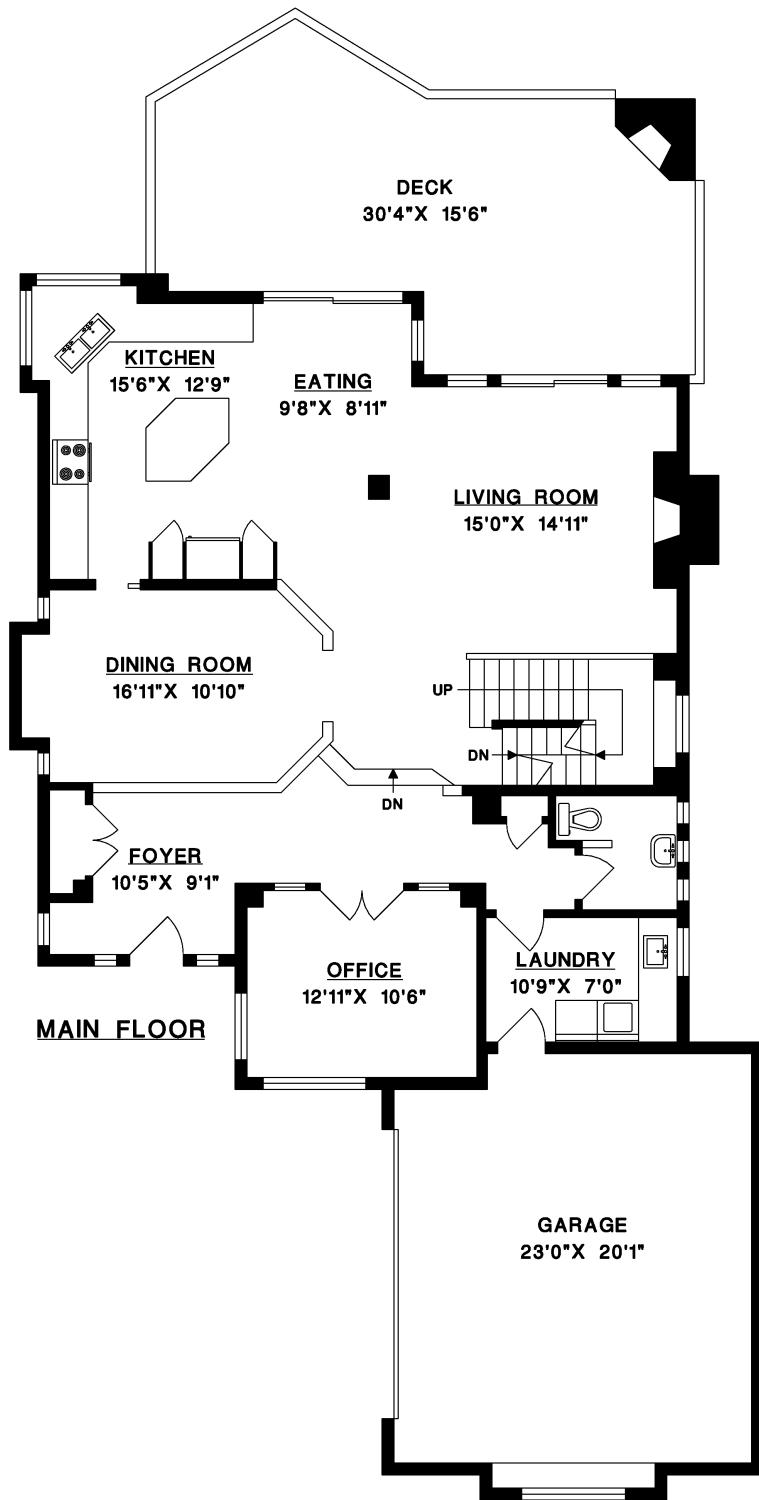 DECK
30'4"X 15'6"
KITCHEN
15'6"X 12'9"
EATING
9'8"X 8'11"
LIVING ROOM
15'0"X 14'11"
DINING ROOM
16'11"X 10'10"
UP
DN
DN
FOYER
10'5"X 9'1"
OFFICE
12'11"X 10'6"
LAUNDRY
10'9"X 7'0"
MAIN FLOOR
GARAGE
23'0"X 20'1"